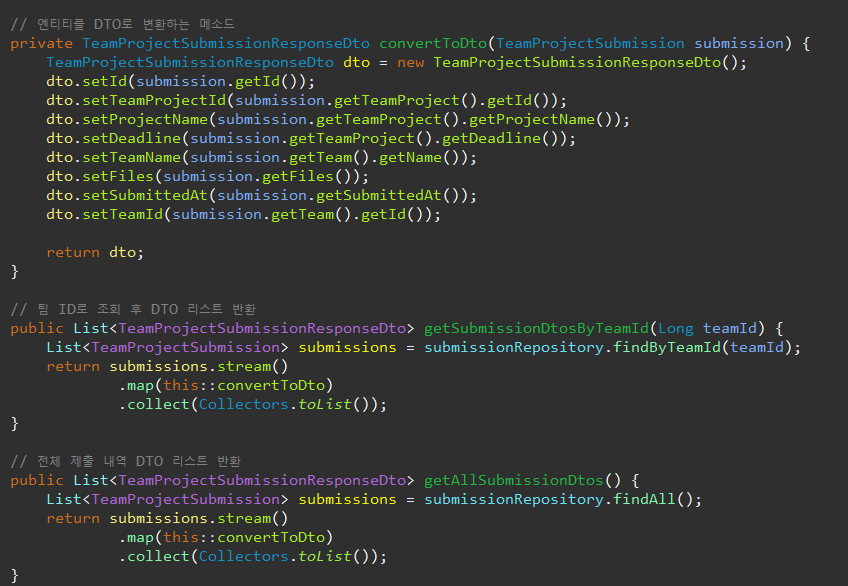 // 엔티티를 DTO로 변환하는 메소드
private TeamProjectSubmissionResponseDto convertToDto(TeamProjectSubmission submission) {
    TeamProjectSubmissionResponseDto dto = new TeamProjectSubmissionResponseDto();
    dto.setId(submission.getId());
    dto.setTeamProjectId(submission.getTeamProject().getId());
    dto.setProjectName(submission.getTeamProject().getProjectName());
    dto.setDeadline(submission.getTeamProject().getDeadline());
    dto.setTeamName(submission.getTeam().getName());
    dto.setFiles(submission.getFiles());
    dto.setSubmittedAt(submission.getSubmittedAt());
    dto.setTeamId(submission.getTeam().getId());
    return dto;
}
// 팀 ID로 조회 후 DTO 리스트 반환
public List<TeamProjectSubmissionResponseDto> getSubmissionDtosByTeamId(Long teamId) {
    List<TeamProjectSubmission> submissions = submissionRepository.findByTeamId(teamId);
    return submissions.stream()
            .map(this::convertToDto)
            .collect(Collectors.toList());
}
// 전체 제출 내역 DTO 리스트 반환
public List<TeamProjectSubmissionResponseDto> getAllSubmissionDtos() {
    List<TeamProjectSubmission> submissions = submissionRepository.findAll();
    return submissions.stream()
            .map(this::convertToDto)
            .collect(Collectors.toList());
}